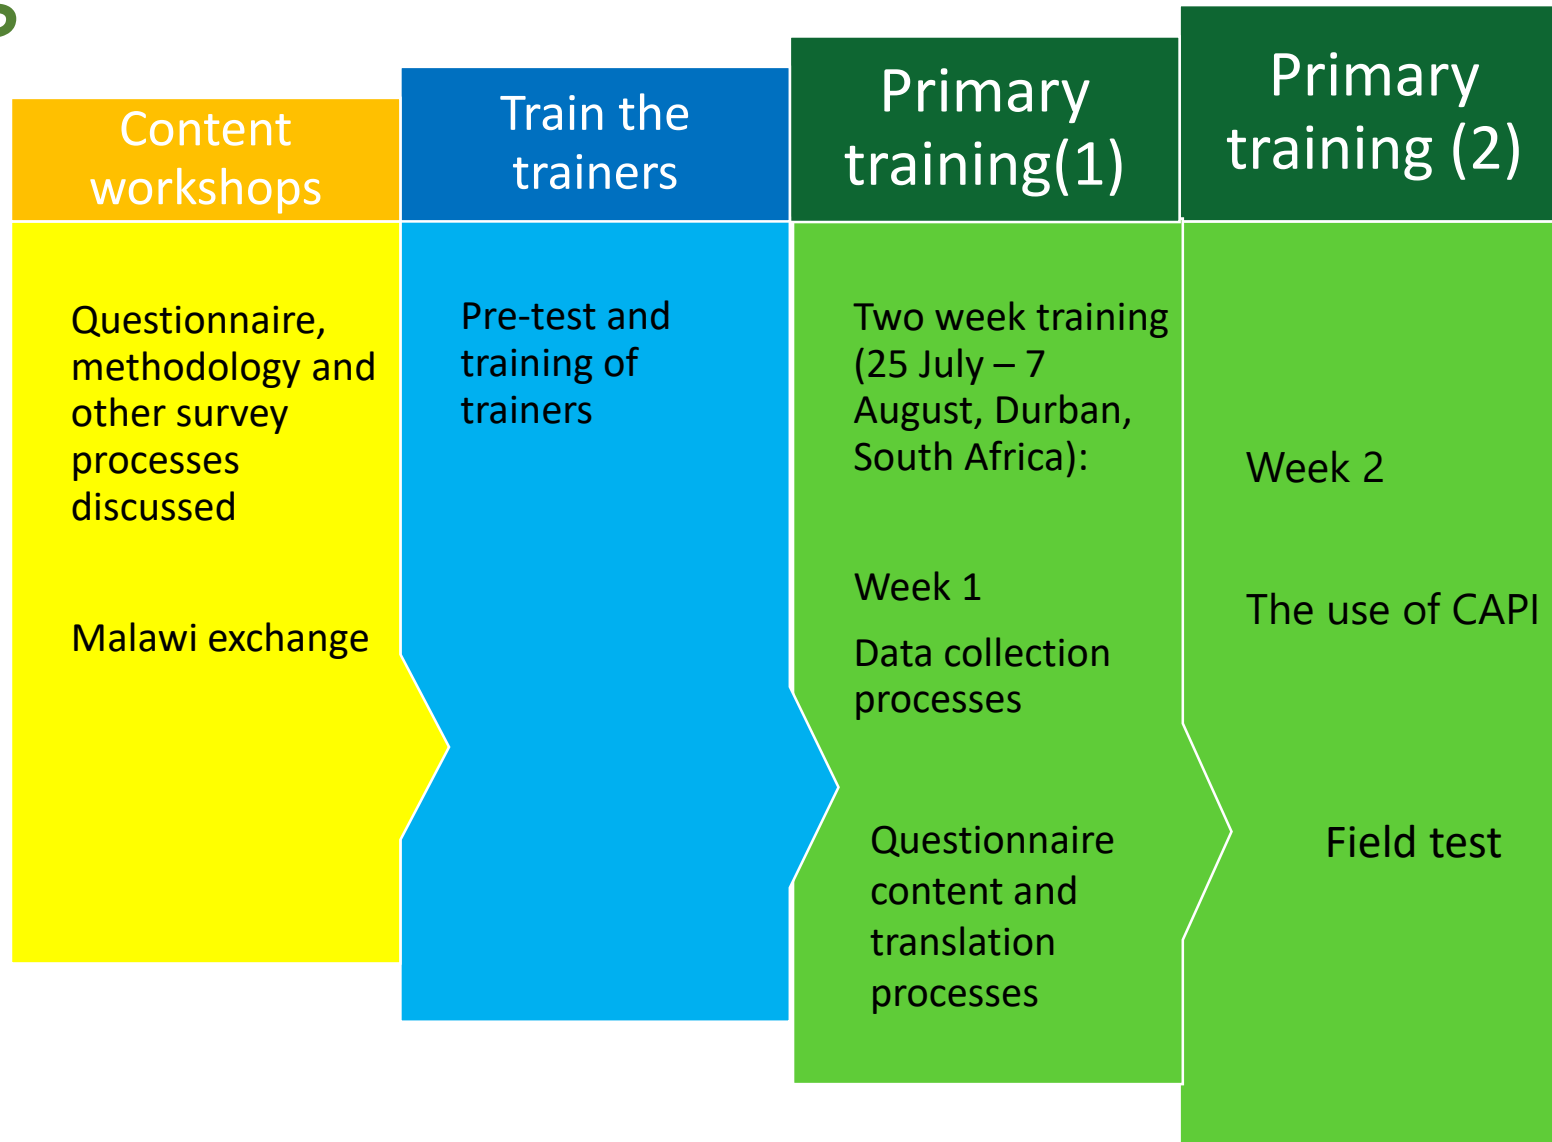 Content
workshops
Questionnaire,
methodology and
other survey
processes
discussed
Malawi exchange
Train the
trainers
Pre-test and
training of
trainers
Primary
training(1)
Two week training
(25 July – 7
August, Durban,
South Africa):
Week 1
Data collection
processes
Questionnaire
content and
translation
processes
Primary
training (2)
Week 2
The use of CAPI
Field test